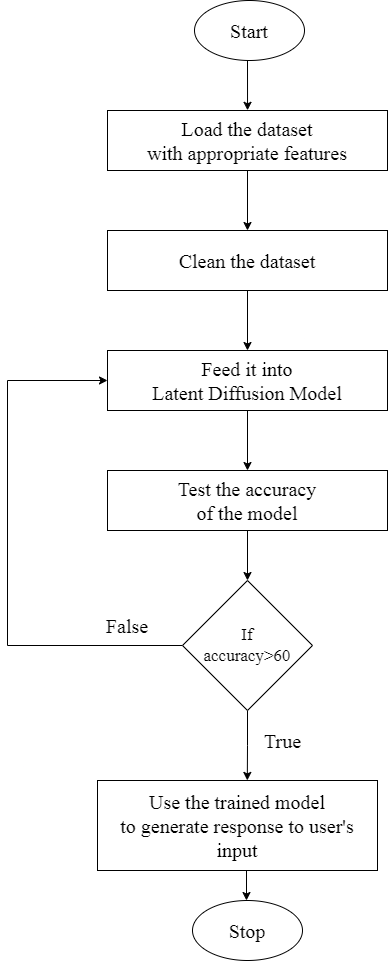 Start
Load the dataset
with appropriate features
Clean the dataset
Feed it into
Latent Diffusion Model
Test the accuracy
of the model
False
If
accuracy>60
True
Use the trained model
to generate response to user's
input
Stop